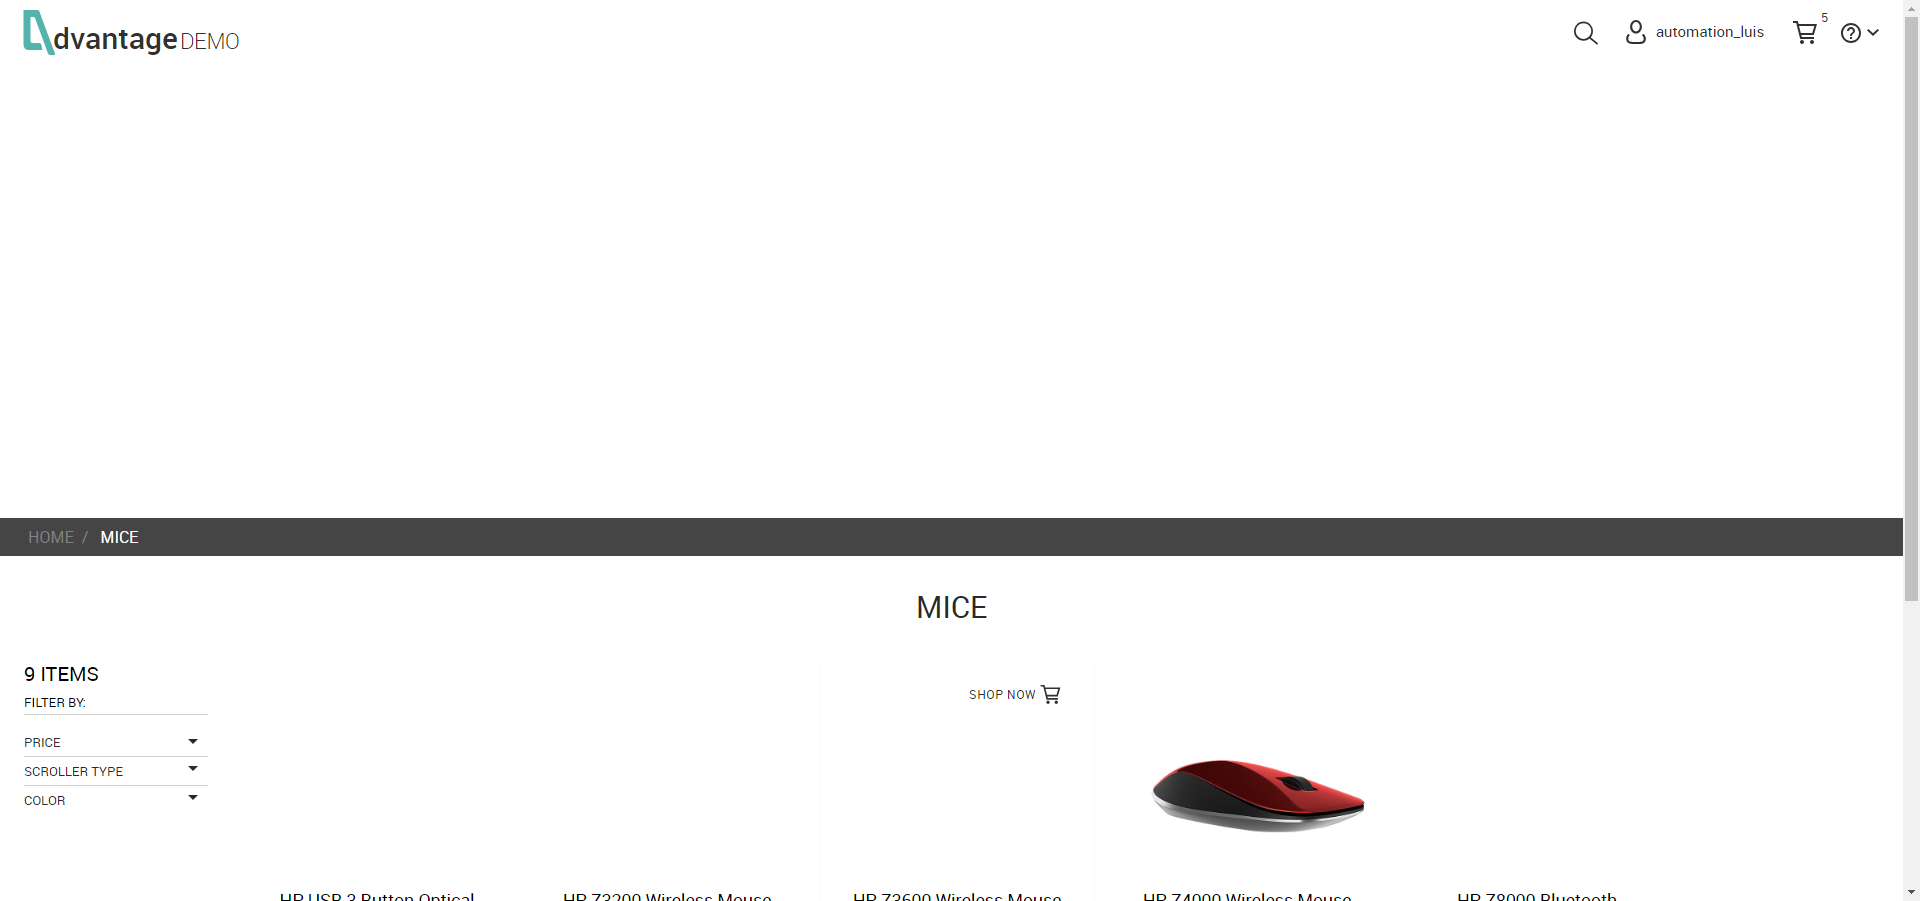 dvantage DEMO
automation_luis
5
HOME / MICE
MICE
9 ITEMS
FILTER BY:
PRICE
SCROLLER TYPE
COLOR
SHOP NOW
HP USB 3 Button Optical
HP Z3200 Wireless Mouse
HP Z3600 Wireless Mouse
HP Z4000 Wireless Mouse
HP Z8000 Bluetooth